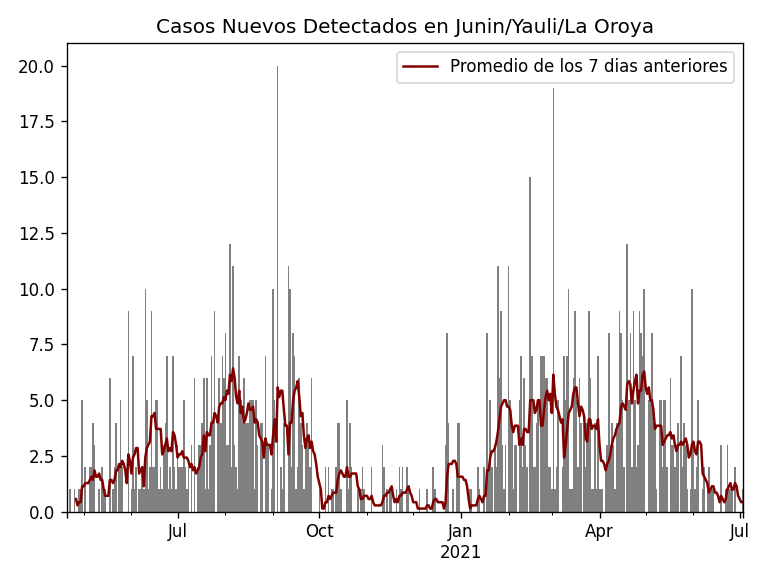 Casos Nuevos Detectados en Junin/Yauli/La Oroya
Promedio de los 7 dias anteriores
20.0
17.5
15.0
12.5
10.0
7.5
5.0
2.5
0.0
Jul
Oct
Jan
2021
Apr
Jul